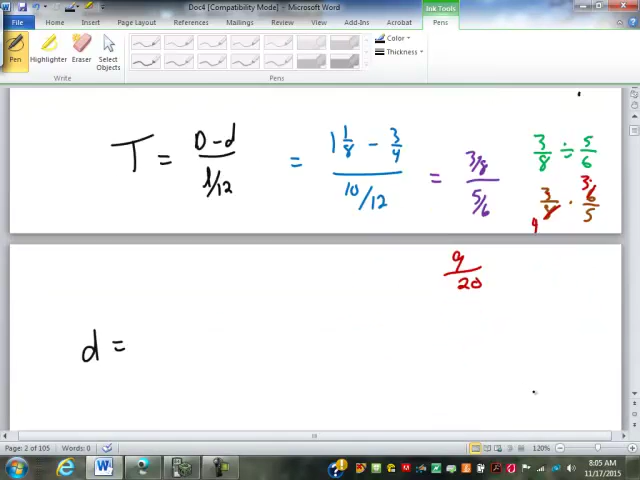 Doc4 [Compatibility Mode] - Microsoft Word
Ink Tools
File Home Insert Page Layout References Mailings Review View Add-Ins Acrobat Pens
Pen Highlighter Eraser Select Objects
Color
Thickness
Write Pens
T = D - d / l/12 = 1 1/8 - 3/4 / 10/12 = 3/8 / 5/6
3/8 ÷ 5/6
3/8 · 6/5
3
4
9/20
d =
Page: 2 of 105 Words: 0 120%
8:05 AM
11/17/2015